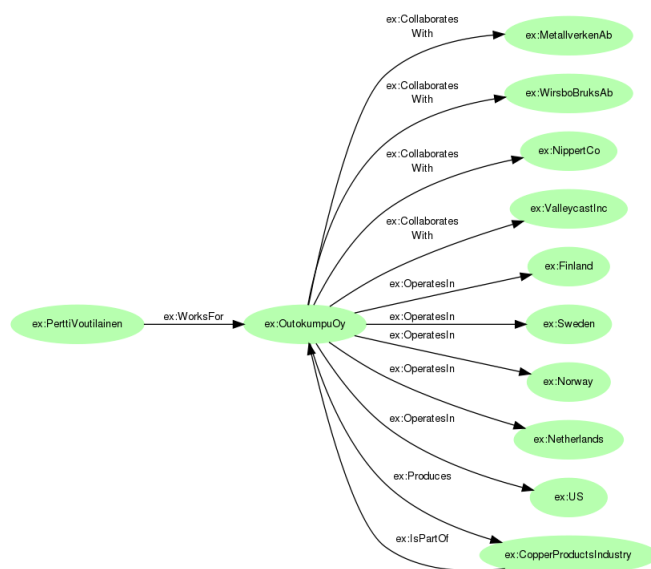 ex:Collaborates
With
ex:MetallverkenAb
ex:Collaborates
With
ex:WirsboBruksAb
ex:Collaborates
With
ex:NippertCo
ex:Collaborates
With
ex:ValleycastInc
ex:OperatesIn
ex:Finland
ex:PerttiVoutilainen
ex:WorksFor
ex:OutokumpuOy
ex:OperatesIn
ex:Sweden
ex:OperatesIn
ex:Norway
ex:OperatesIn
ex:Netherlands
ex:OperatesIn
ex:US
ex:Produces
ex:IsPartOf
ex:CopperProductsIndustry